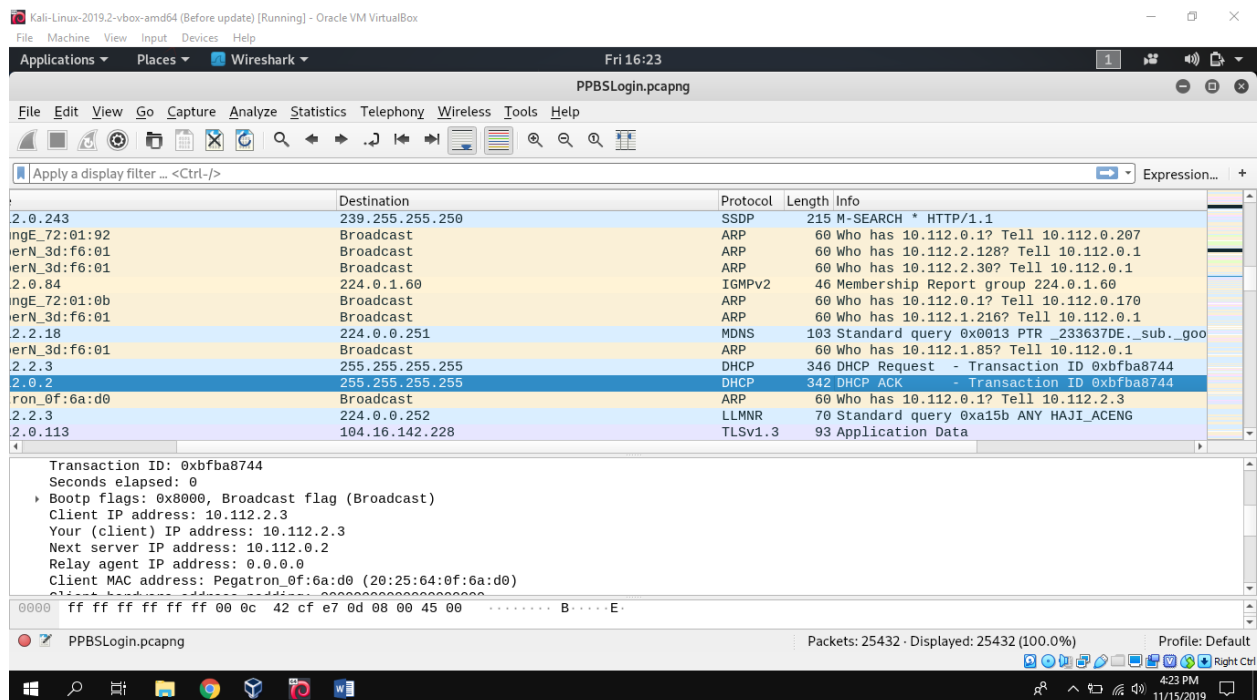 Kali-Linux-2019.2-vbox-amd64 (Before update) [Running] - Oracle VM VirtualBox
File Machine View Input Devices Help
Applications Places Wireshark Fri 16:23 1
PPBSLogin.pcapng
File Edit View Go Capture Analyze Statistics Telephony Wireless Tools Help
Apply a display filter ... <Ctrl-/> Expression... +
Destination Protocol Length Info
2.0.243 239.255.255.250 SSDP 215 M-SEARCH * HTTP/1.1
ngE_72:01:92 Broadcast ARP 60 Who has 10.112.0.1? Tell 10.112.0.207
erN_3d:f6:01 Broadcast ARP 60 Who has 10.112.2.128? Tell 10.112.0.1
erN_3d:f6:01 Broadcast ARP 60 Who has 10.112.2.30? Tell 10.112.0.1
2.0.84 224.0.1.60 IGMPv2 46 Membership Report group 224.0.1.60
ngE_72:01:0b Broadcast ARP 60 Who has 10.112.0.1? Tell 10.112.0.170
erN_3d:f6:01 Broadcast ARP 60 Who has 10.112.1.216? Tell 10.112.0.1
2.2.18 224.0.0.251 MDNS 103 Standard query 0x0013 PTR _233637DE._sub._goo
erN_3d:f6:01 Broadcast ARP 60 Who has 10.112.1.85? Tell 10.112.0.1
2.2.3 255.255.255.255 DHCP 346 DHCP Request - Transaction ID 0xbfba8744
2.0.2 255.255.255.255 DHCP 342 DHCP ACK - Transaction ID 0xbfba8744
ron_0f:6a:d0 Broadcast ARP 60 Who has 10.112.0.1? Tell 10.112.2.3
2.2.3 224.0.0.252 LLMNR 70 Standard query 0xa15b ANY HAJI_ACENG
2.0.113 104.16.142.228 TLSv1.3 93 Application Data
Transaction ID: 0xbfba8744
Seconds elapsed: 0
Bootp flags: 0x8000, Broadcast flag (Broadcast)
Client IP address: 10.112.2.3
Your (client) IP address: 10.112.2.3
Next server IP address: 10.112.0.2
Relay agent IP address: 0.0.0.0
Client MAC address: Pegatron_0f:6a:d0 (20:25:64:0f:6a:d0)
0000 ff ff ff ff ff ff 00 0c 42 cf e7 0d 08 00 45 00 ········ B·····E·
PPBSLogin.pcapng Packets: 25432 · Displayed: 25432 (100.0%) Profile: Default
Right Ctrl
4:23 PM
11/15/2019